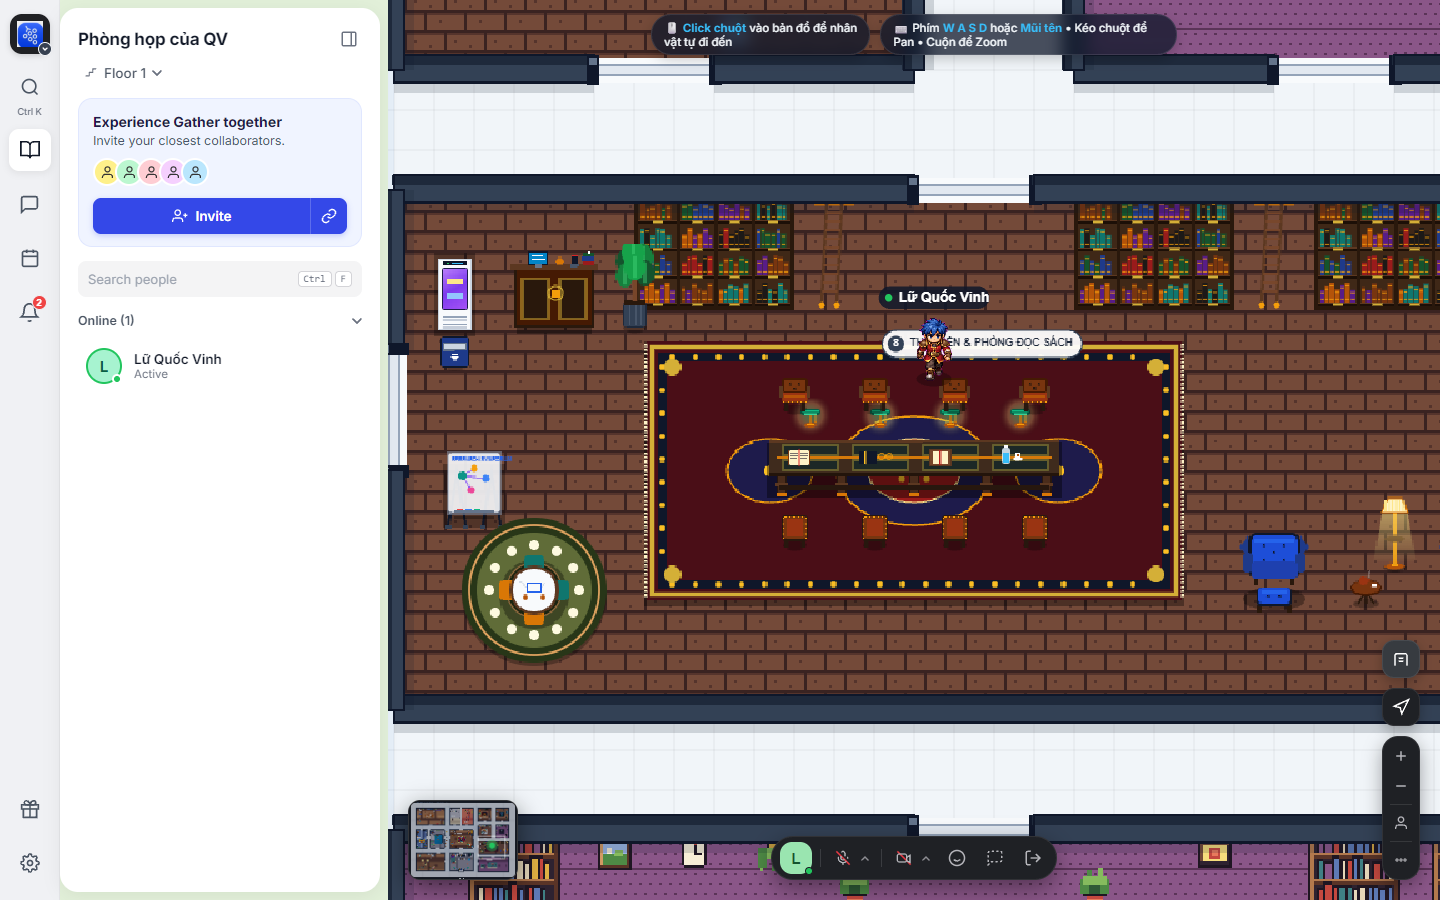 Phòng họp của QV
Floor 1
Ctrl K
Experience Gather together
Invite your closest collaborators.
Invite
Search people
Ctrl F
2
Online (1)
L
Lữ Quốc Vinh
Active
Click chuột vào bản đồ để nhân
vật tự đi đến
Phím W A S D hoặc Mũi tên • Kéo chuột để
Pan • Cuộn để Zoom
Lữ Quốc Vinh
8 & PHÒNG ĐỌC SÁCH
L